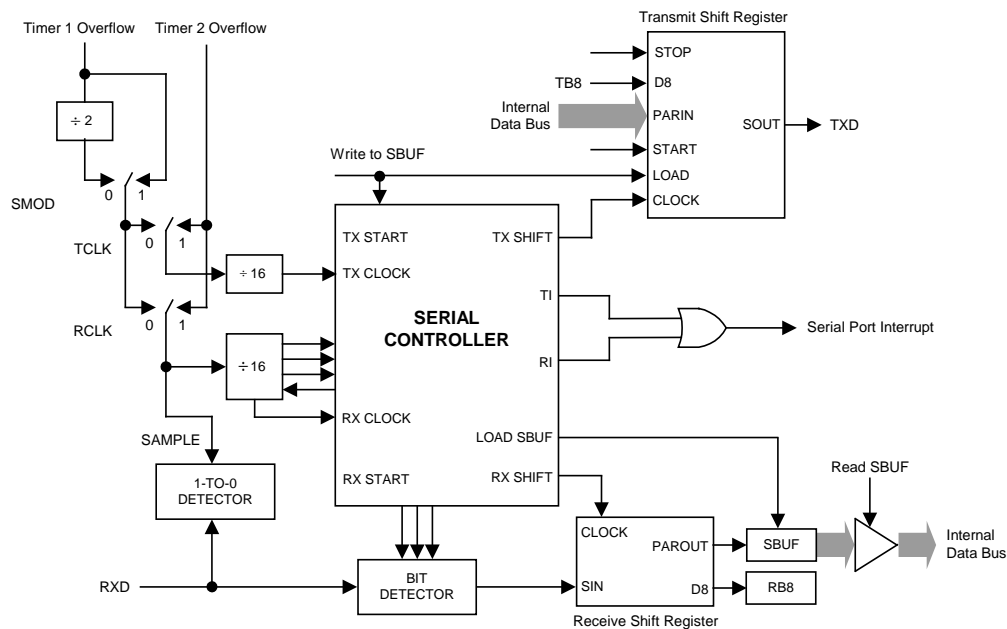 Timer 1 Overflow
Timer 2 Overflow
Transmit Shift Register
÷ 2
SMOD
0
1
TCLK
0
1
÷ 16
RCLK
0
1
÷16
SAMPLE
1-TO-0
DETECTOR
RXD
Write to SBUF
TX START
TX CLOCK
SERIAL
CONTROLLER
RX CLOCK
RX START
TX SHIFT
TI
RI
LOAD SBUF
RX SHIFT
TB8
Internal
Data Bus
STOP
D8
PARIN
START
LOAD
CLOCK
SOUT
TXD
Serial Port Interrupt
BIT
DETECTOR
CLOCK
PAROUT
SIN
D8
Receive Shift Register
SBUF
RB8
Read SBUF
Internal
Data Bus